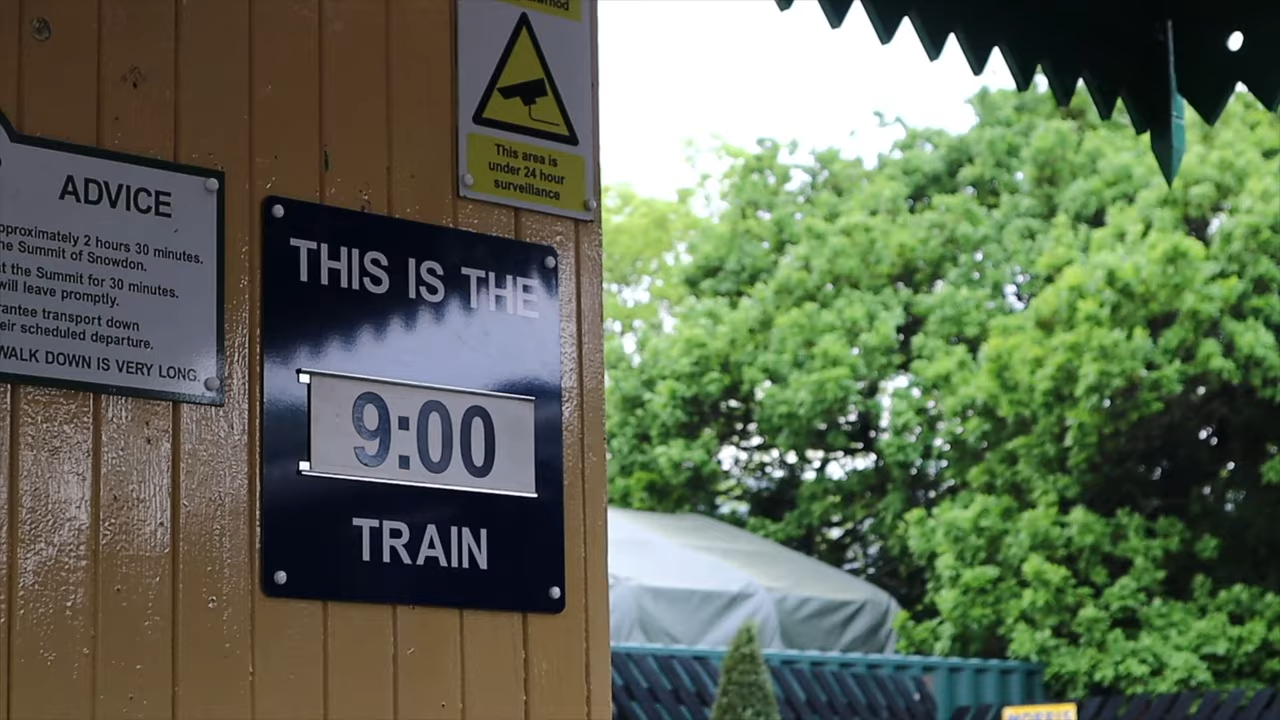 ADVICE
pproximately 2 hours 30 minutes.
he Summit of Snowdon.
t the Summit for 30 minutes.
will leave promptly.
rantee transport down
eir scheduled departure.
WALK DOWN IS VERY LONG.
THIS IS THE
9:00
TRAIN
This area is
under 24 hour
surveillance